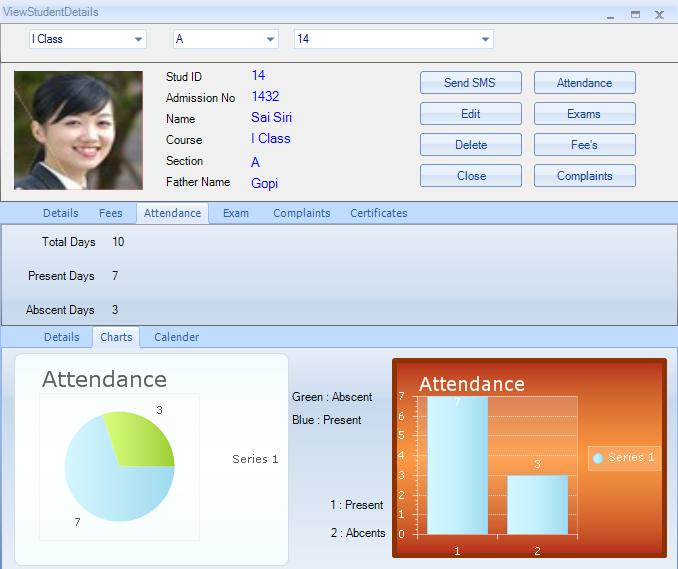 ViewStudentDetails
I Class A 14
Stud ID 14
Admission No 1432
Name Sai Siri
Course I Class
Section A
Father Name Gopi
Send SMS Attendance
Edit Exams
Delete Fee's
Close Complaints
Details Fees Attendance Exam Complaints Certificates
Total Days 10
Present Days 7
Abscent Days 3
Details Charts Calender
Attendance
3
7
Series 1
Green : Abscent
Blue : Present
1 : Present
2 : Abcents
Attendance
7
6
5
4
3
2
1
0
7
3
1 2
Series 1